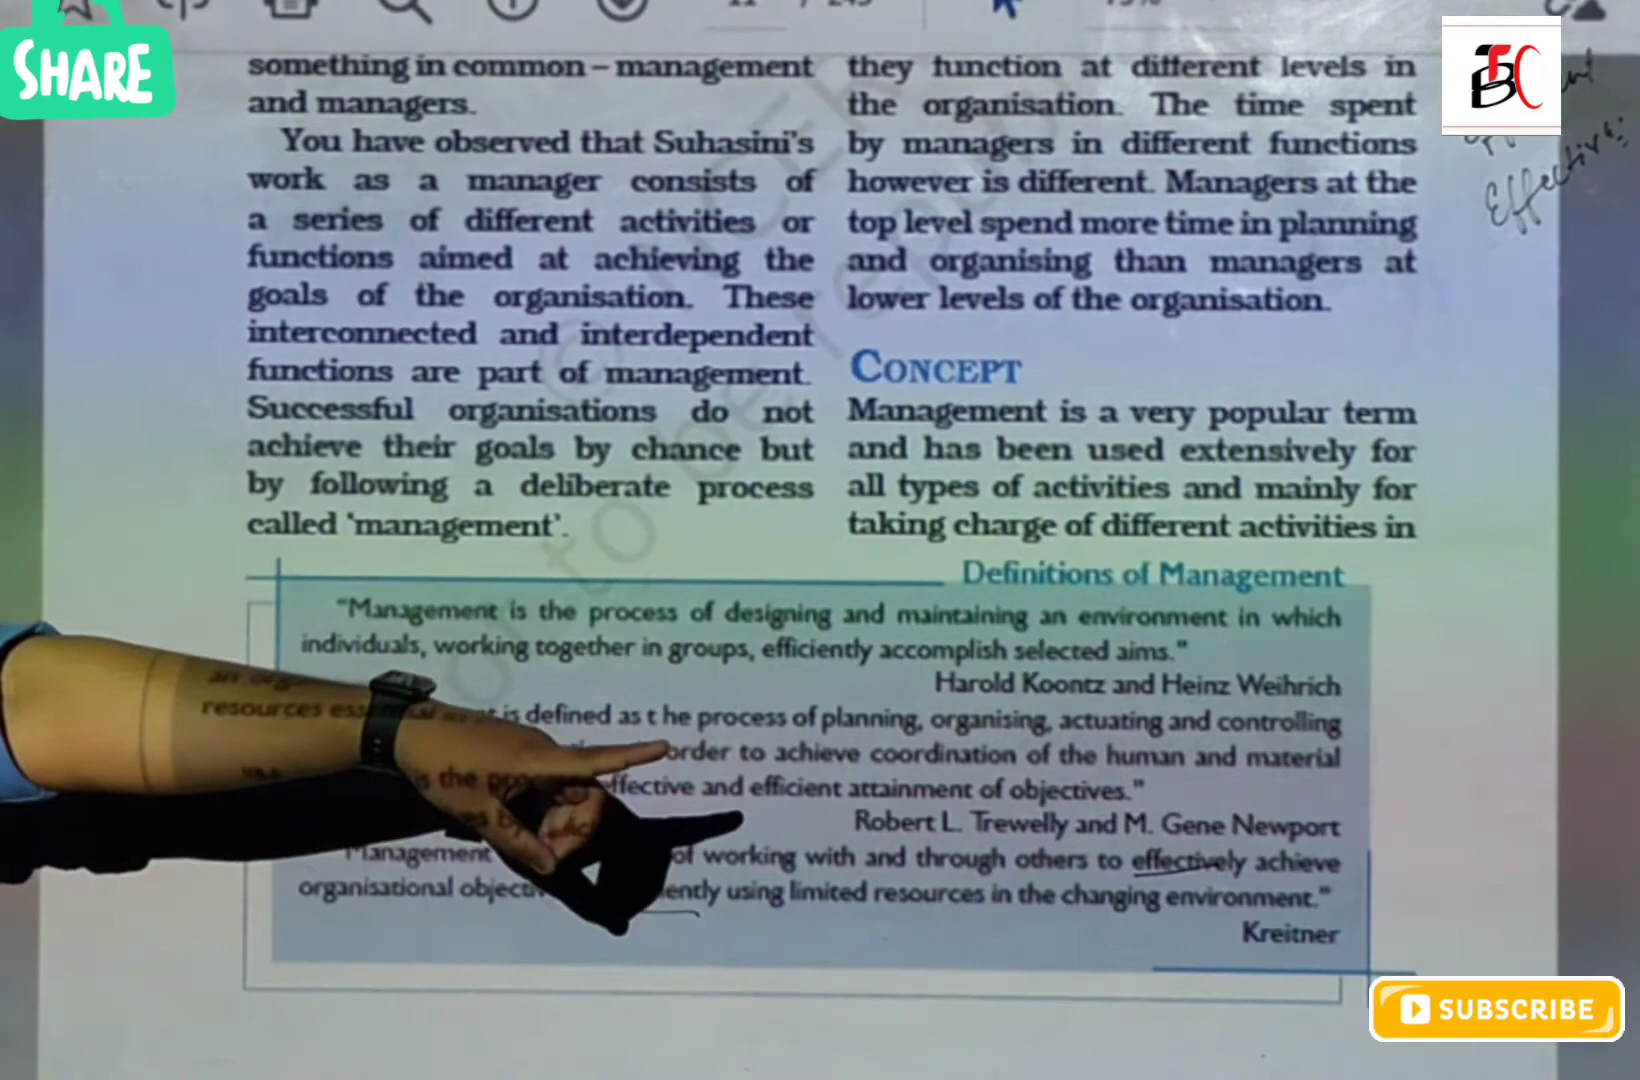 SHARE
something in common – management
and managers.
You have observed that Suhasini's
work as a manager consists of
a series of different activities or
functions aimed at achieving the
goals of the organisation. These
interconnected and interdependent
functions are part of management.
Successful organisations do not
achieve their goals by chance but
by following a deliberate process
called 'management'.
they function at different levels in
the organisation. The time spent
by managers in different functions
however is different. Managers at the
top level spend more time in planning
and organising than managers at
lower levels of the organisation.
CONCEPT
Management is a very popular term
and has been used extensively for
all types of activities and mainly for
taking charge of different activities in
Effective:
Definitions of Management
"Management is the process of designing and maintaining an environment in which
individuals, working together in groups, efficiently accomplish selected aims."
Harold Koontz and Heinz Weihrich
is defined as t he process of planning, organising, actuating and controlling
order to achieve coordination of the human and material
resources effective and efficient attainment of objectives."
Robert L. Trewelly and M. Gene Newport
Management of working with and through others to effectively achieve
organisational using limited resources in the changing environment."
Kreitner
SUBSCRIBE